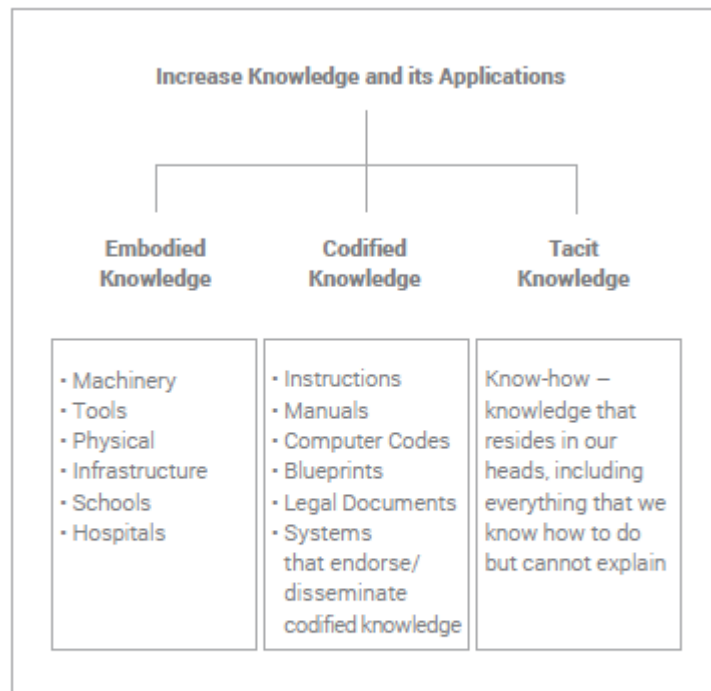 Increase Knowledge and its Applications
Embodied
Knowledge
Codified
Knowledge
Tacit
Knowledge
• Machinery
• Tools
• Physical
• Infrastructure
• Schools
• Hospitals
• Instructions
• Manuals
• Computer Codes
• Blueprints
• Legal Documents
• Systems
that endorse/
disseminate
codified knowledge
Know-how –
knowledge that
resides in our
heads, including
everything that we
know how to do
but cannot explain